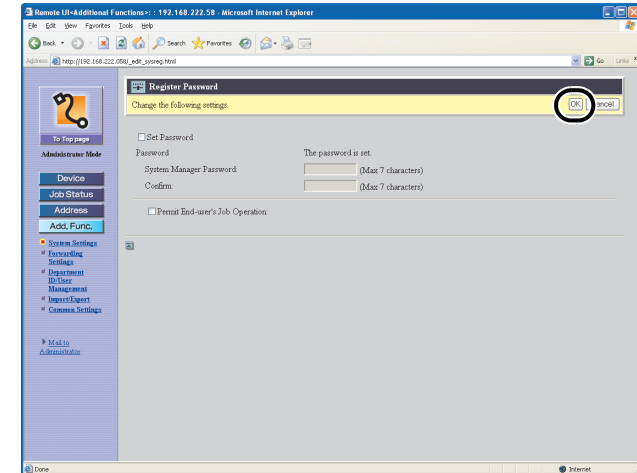 Remote UI<Additional Functions>: : 192.168.222.58 - Microsoft Internet Explorer
File Edit View Favorites Tools Help
Back Search Favorites
Address http://192.168.222.058/_edit_sysreg.html Go Links
Register Password
Change the following settings. OK Cancel
To Top page
Administrator Mode
Device
Job Status
Address
Add. Func.
System Settings
Forwarding
Settings
Department
ID/User
Management
Import/Export
Common Settings
Mail to
Administrator
Set Password
Password The password is set.
System Manager Password: (Max 7 characters)
Confirm: (Max 7 characters)
Permit End-user's Job Operation:
Done Internet